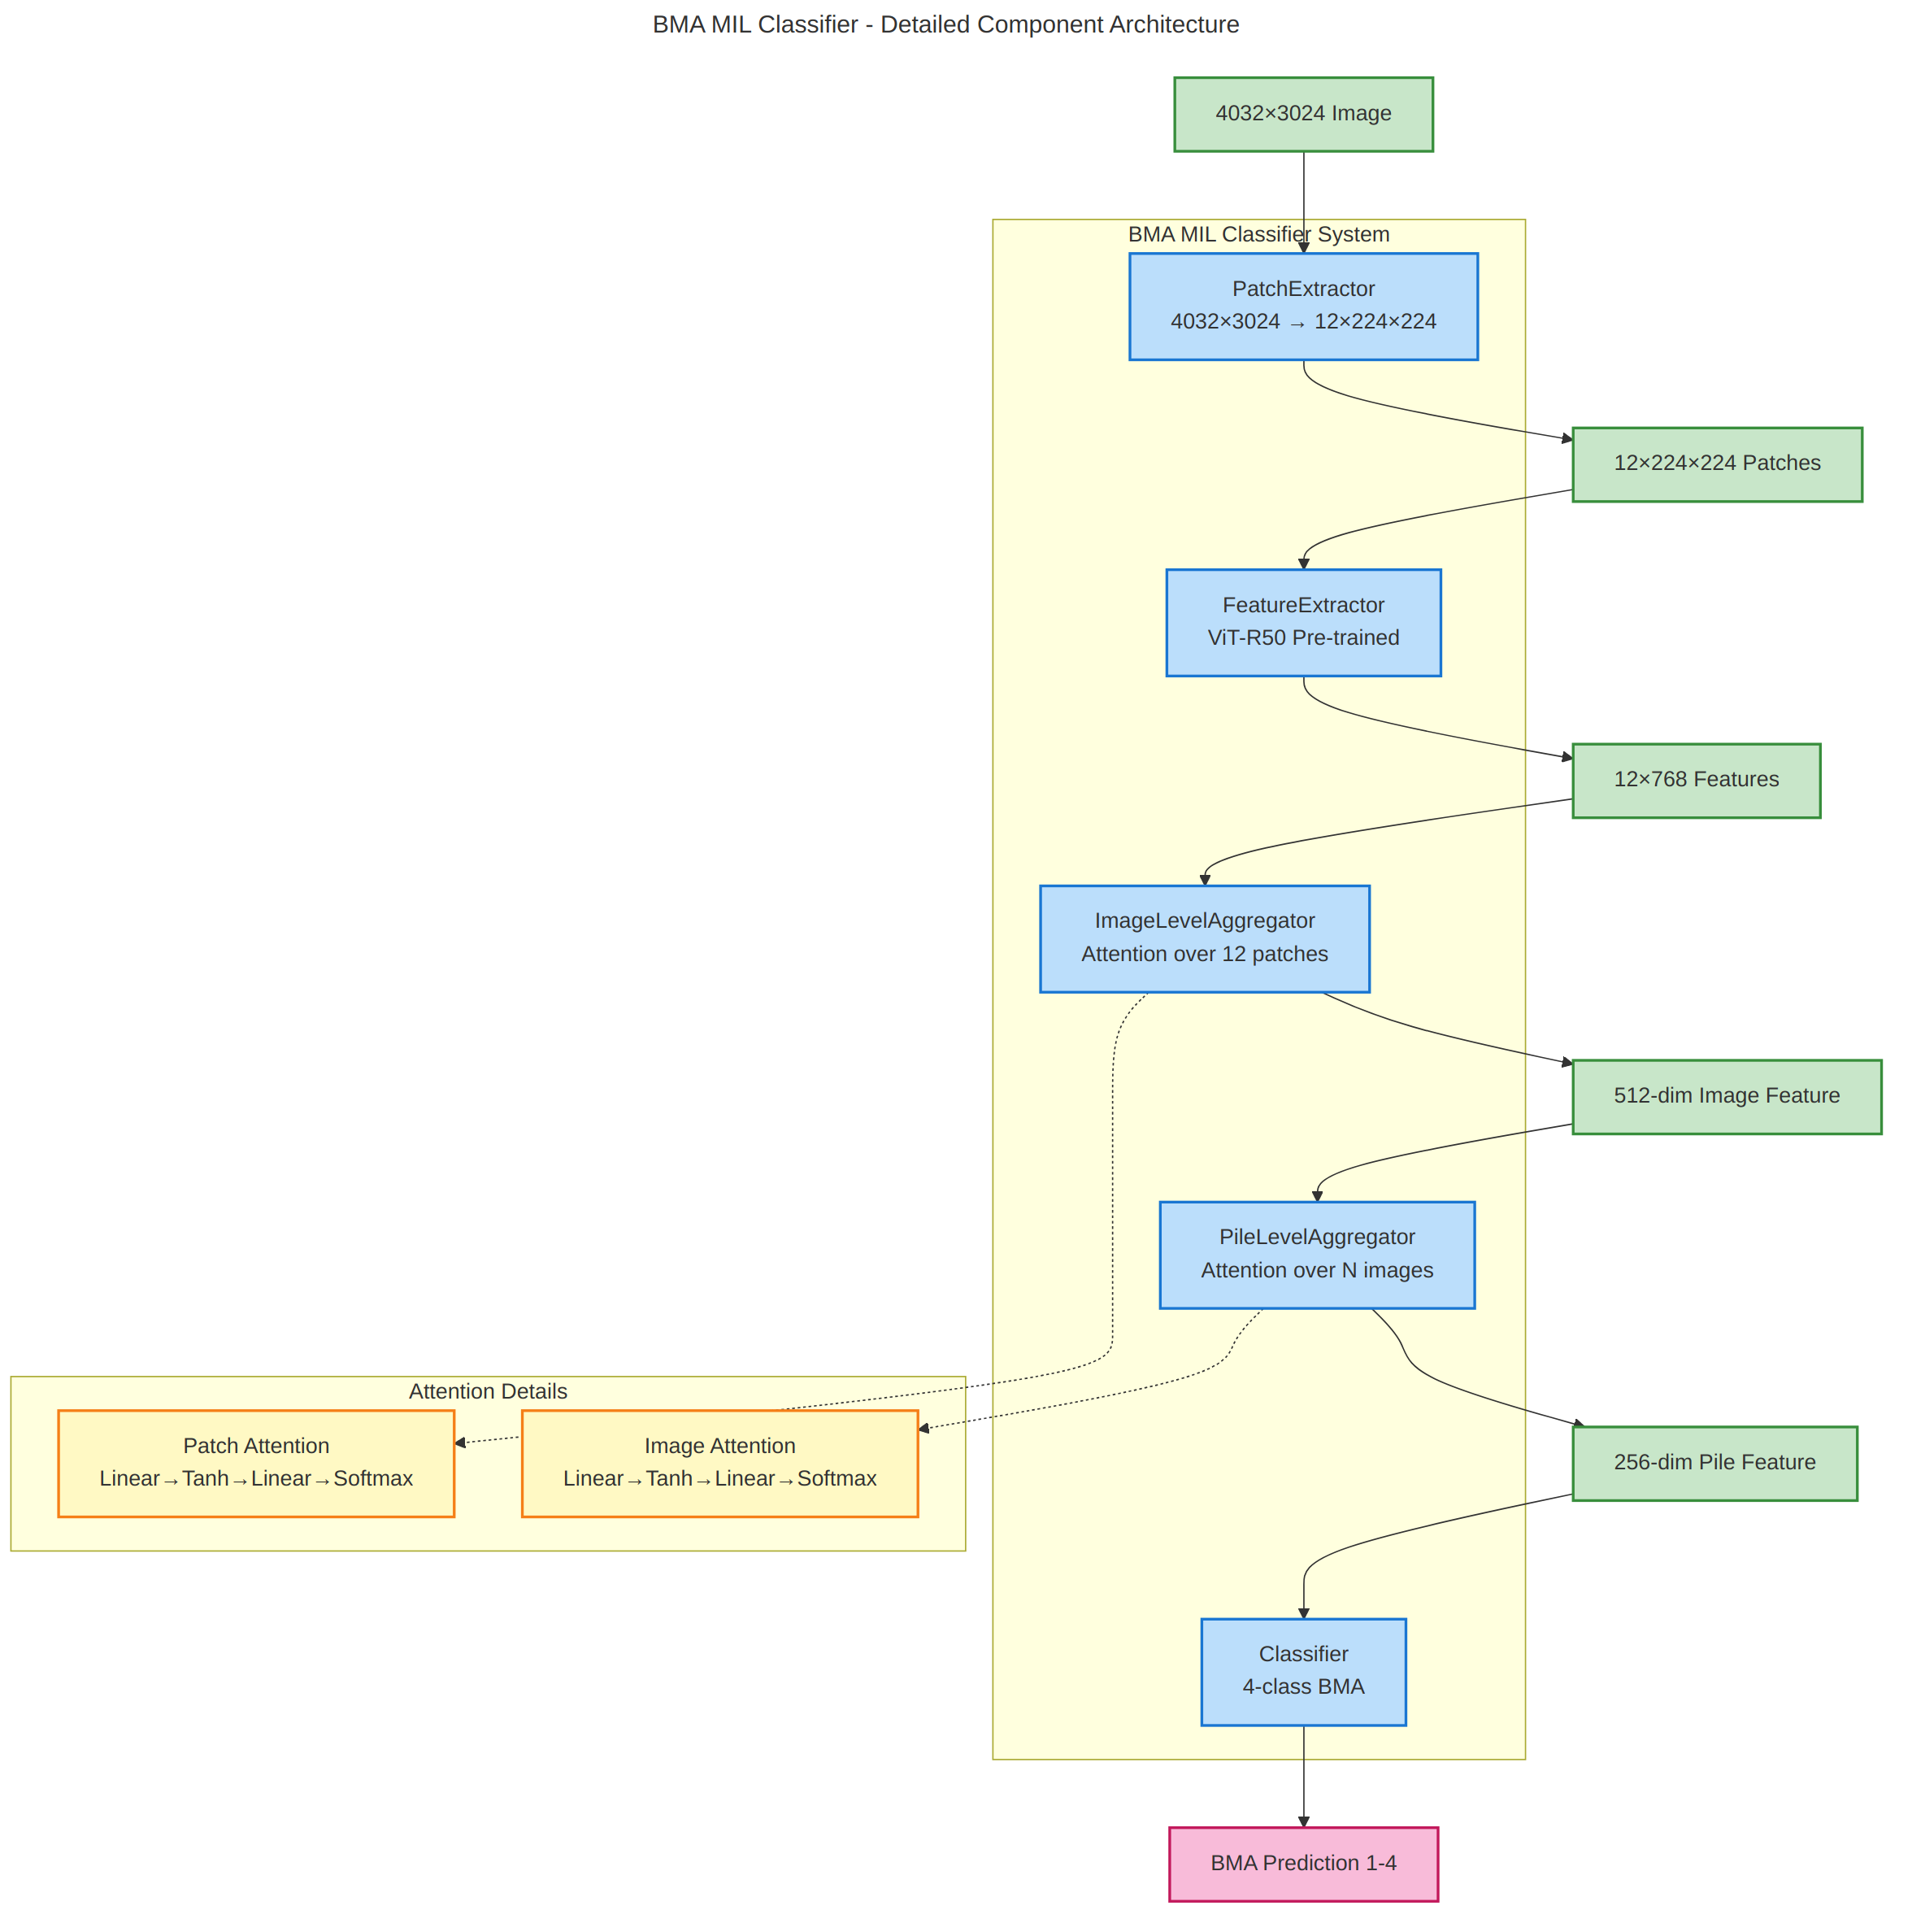 BMA MIL Classifier - Detailed Component Architecture
4032×3024 Image
BMA MIL Classifier System
PatchExtractor
4032×3024 → 12×224×224
12×224×224 Patches
FeatureExtractor
ViT-R50 Pre-trained
12×768 Features
ImageLevelAggregator
Attention over 12 patches
512-dim Image Feature
PileLevelAggregator
Attention over N images
Attention Details
Patch Attention
Linear→Tanh→Linear→Softmax
Image Attention
Linear→Tanh→Linear→Softmax
256-dim Pile Feature
Classifier
4-class BMA
BMA Prediction 1-4